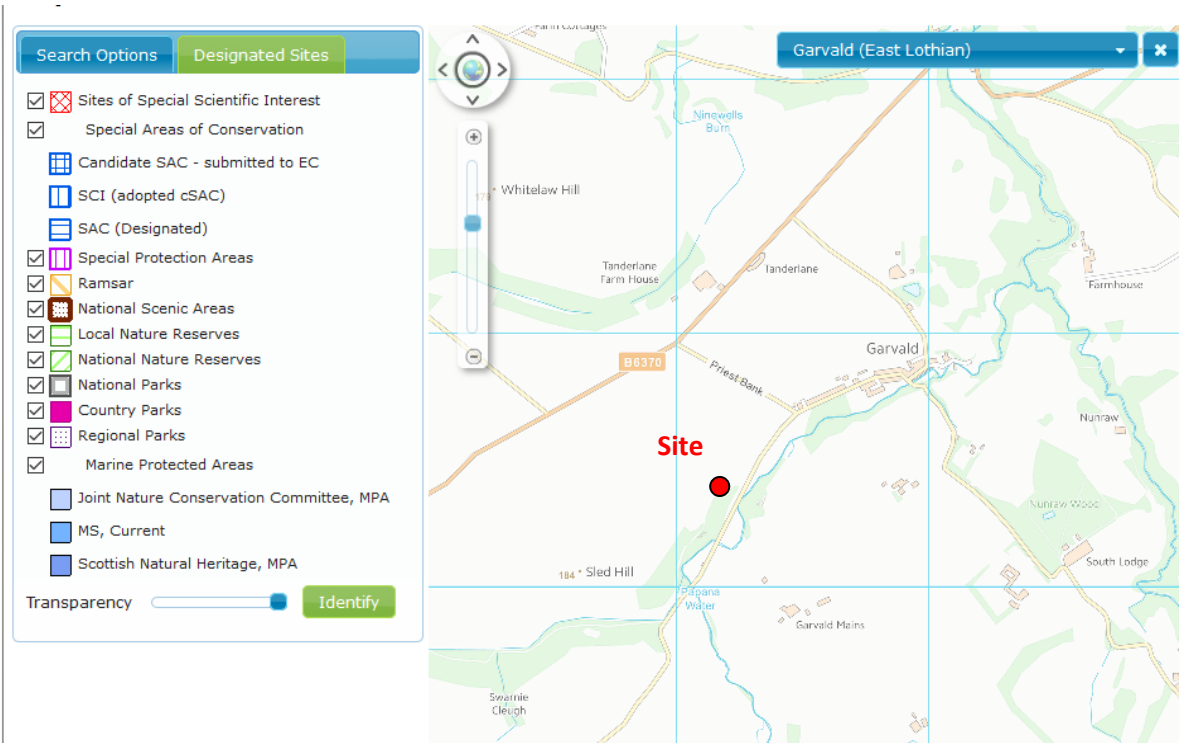 Search Options
Designated Sites
Sites of Special Scientific Interest
Special Areas of Conservation
Candidate SAC - submitted to EC
SCI (adopted cSAC)
SAC (Designated)
Special Protection Areas
Ramsar
National Scenic Areas
Local Nature Reserves
National Nature Reserves
National Parks
Country Parks
Regional Parks
Marine Protected Areas
Joint Nature Conservation Committee, MPA
MS, Current
Scottish Natural Heritage, MPA
Transparency
Identify
Garvald (East Lothian)
Ninewells
Burn
Whitelaw Hill
Tanderlane
Farm House
Tanderlane
Farmhouse
Garvald
B6370
Priest Bank
Nunraw
Site
Nunraw Wood
South Lodge
184 Sled Hill
Papana
Water
Garvald Mains
Swarnie
Cleugh